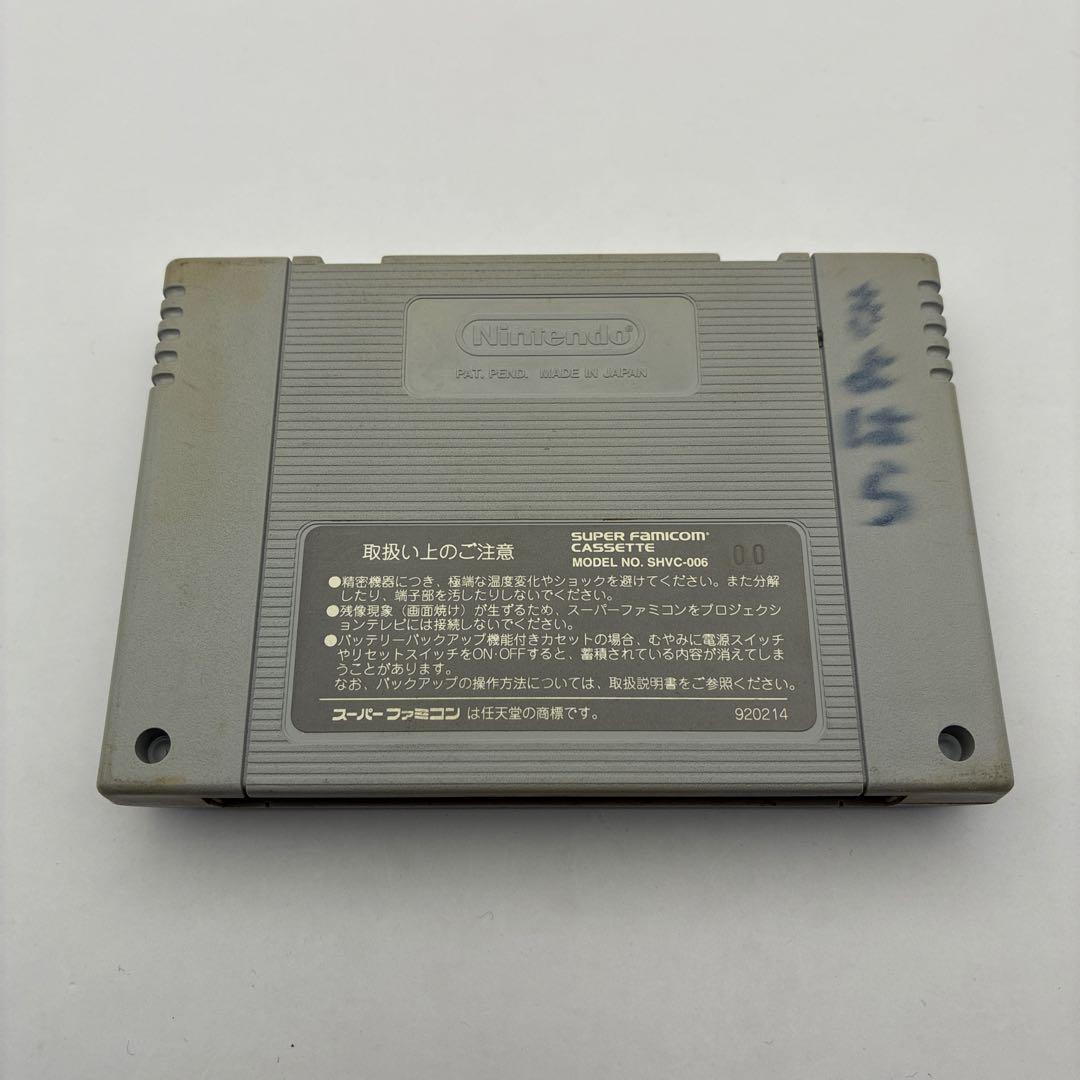 Nintendo®
PAT. PEND. MADE IN JAPAN
取扱い上のご注意
SUPER FAMICOM®
CASSETTE
MODEL NO. SHVC-006
00
●精密機器につき、極端な温度変化やショックを避けてください。また分解
したり、端子部を汚したりしないでください。
●残像現象（画面焼け）が生ずるため、スーパーファミコンをプロジェクシ
ョンテレビには接続しないでください。
●バッテリーバックアップ機能付きカセットの場合、むやみに電源スイッチ
やリセットスイッチをON・OFFすると、蓄積されている内容が消えてしま
うことがあります。
なお、バックアップの操作方法については、取扱説明書をご参照ください。
スーパーファミコン は任天堂の商標です。
920214